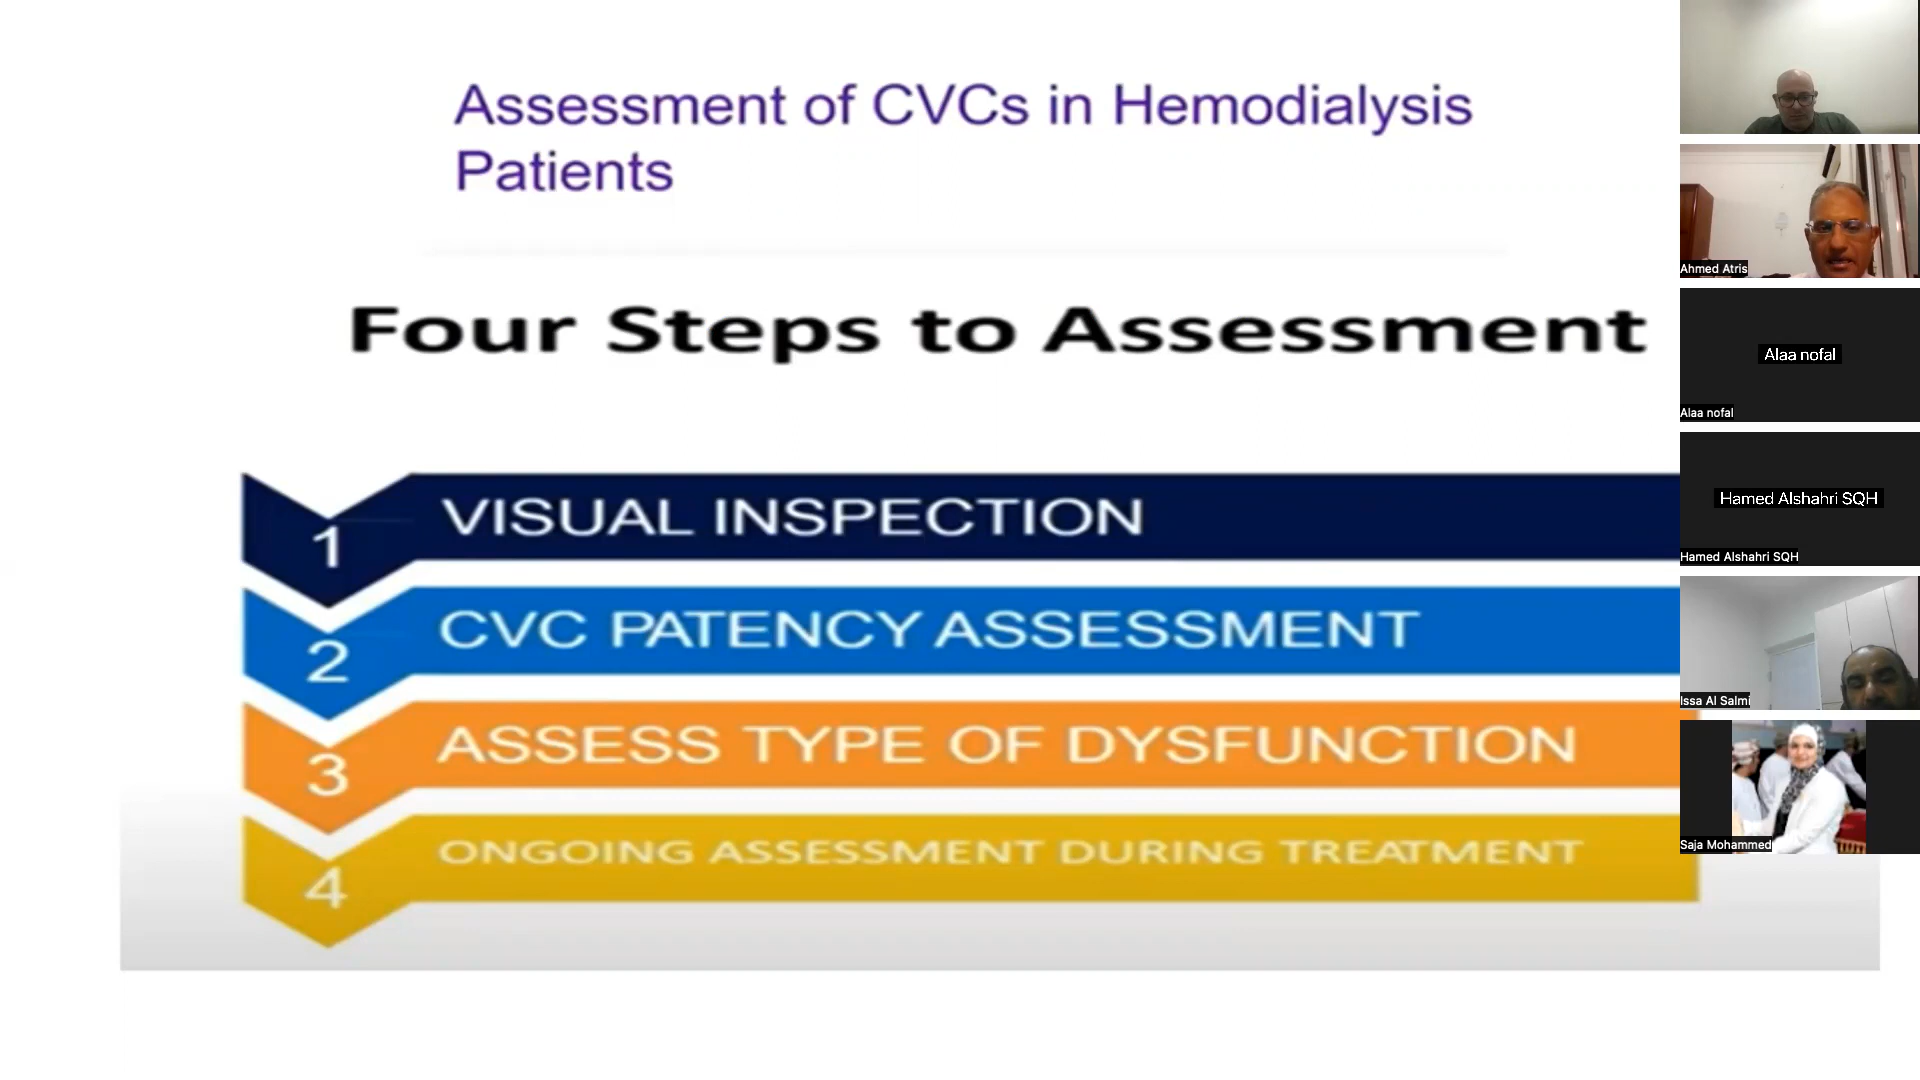 Assessment of CVCs in Hemodialysis
Patients
Four Steps to Assessment
1 VISUAL INSPECTION
2 CVC PATENCY ASSESSMENT
3 ASSESS TYPE OF DYSFUNCTION
4 ONGOING ASSESSMENT DURING TREATMENT
Ahmed Atris
Alaa nofal
Alaa nofal
Hamed Alshahri SQH
Hamed Alshahri SQH
Issa Al Salmi
Saja Mohammed